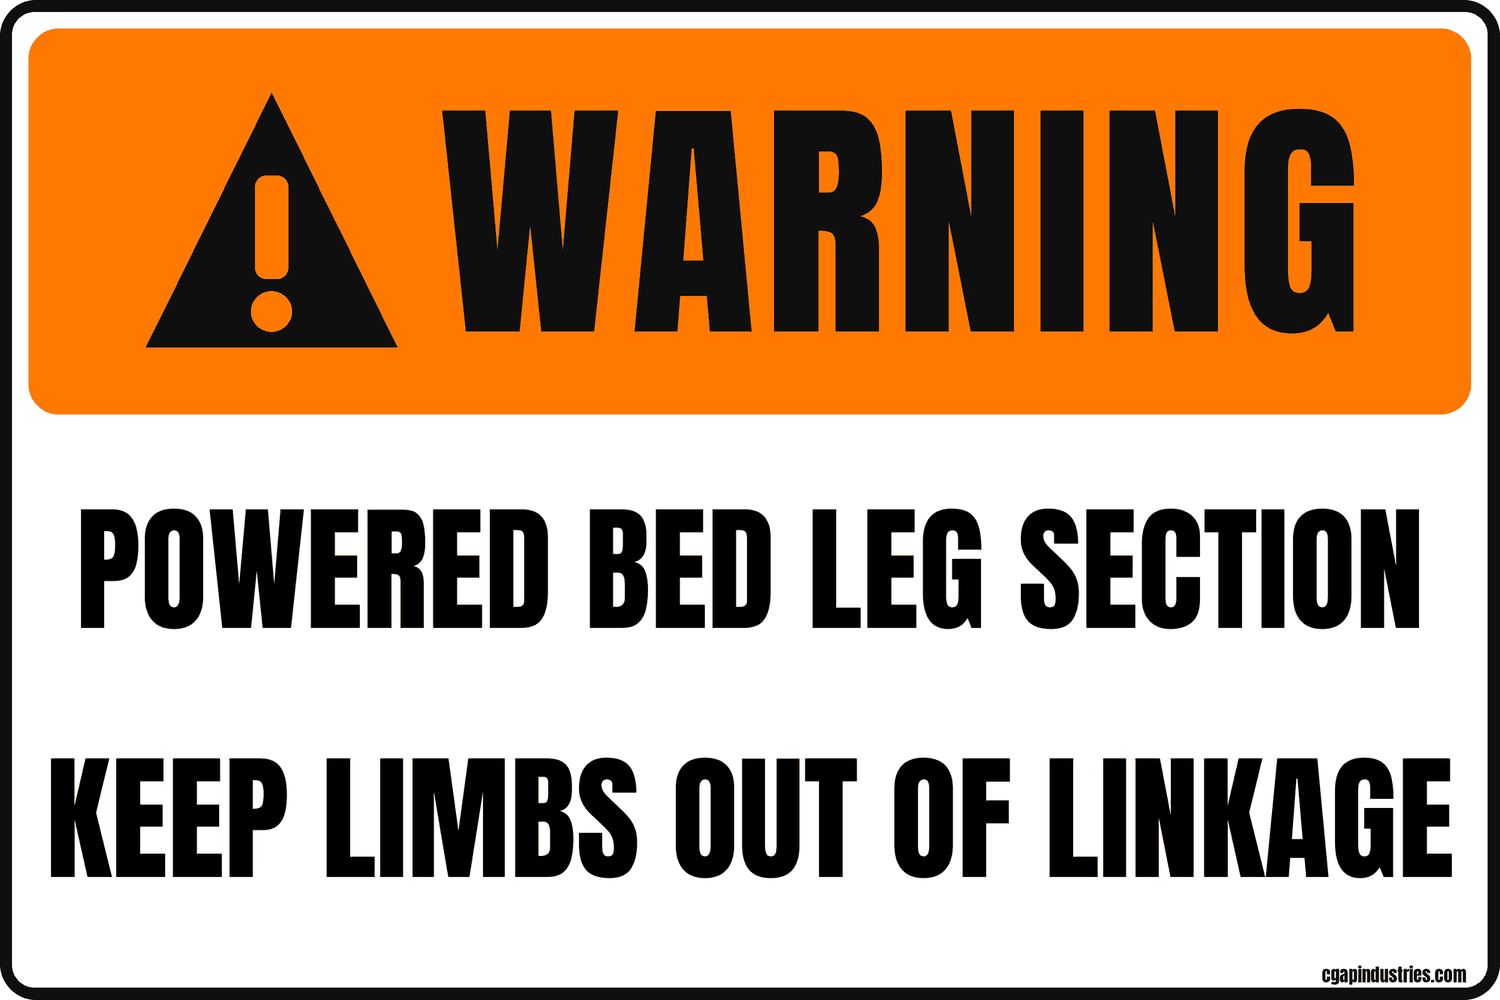 WARNING
POWERED BED LEG SECTION
KEEP LIMBS OUT OF LINKAGE
cgapindustries.com